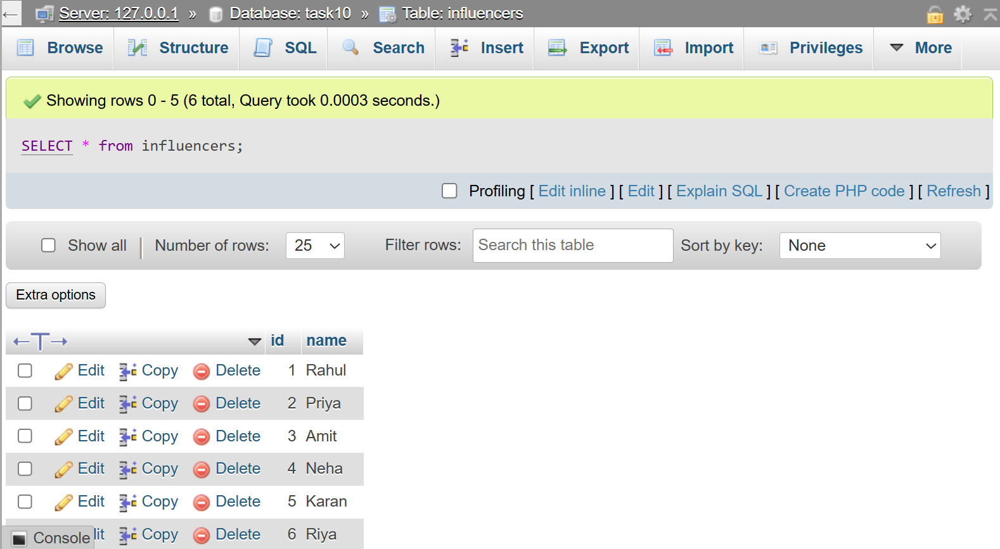 ← Server: 127.0.0.1 » Database: task10 » Table: influencers
Browse Structure SQL Search Insert Export Import Privileges More
Showing rows 0 - 5 (6 total, Query took 0.0003 seconds.)
SELECT * from influencers;
Profiling [ Edit inline ] [ Edit ] [ Explain SQL ] [ Create PHP code ] [ Refresh ]
Show all | Number of rows: 25 Filter rows: Search this table Sort by key: None
Extra options
←T→ id name
Edit Copy Delete 1 Rahul
Edit Copy Delete 2 Priya
Edit Copy Delete 3 Amit
Edit Copy Delete 4 Neha
Edit Copy Delete 5 Karan
Console lit Copy Delete 6 Riya